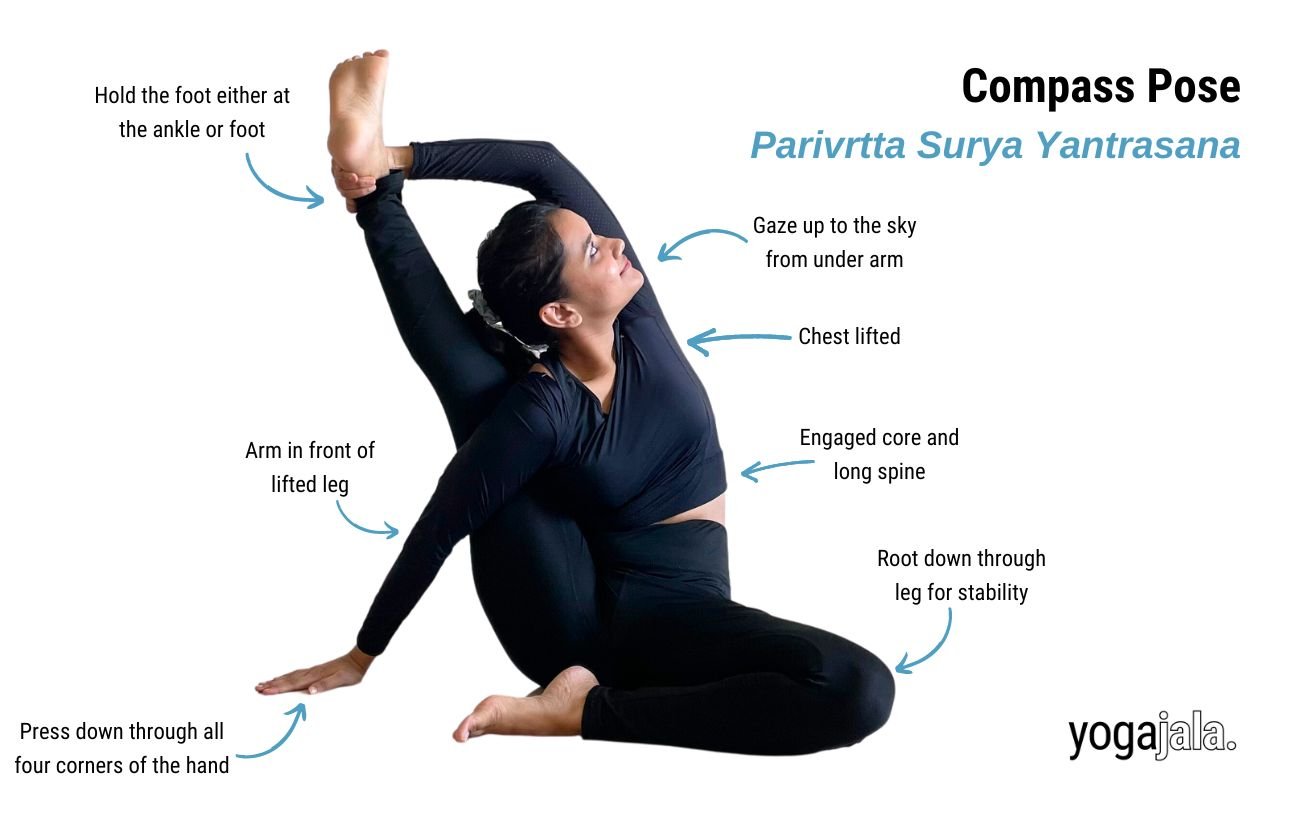 Compass Pose
Parivrtta Surya Yantrasana
Hold the foot either at
the ankle or foot
Gaze up to the sky
from under arm
Chest lifted
Arm in front of
lifted leg
Engaged core and
long spine
Root down through
leg for stability
Press down through all
four corners of the hand
yogajala.